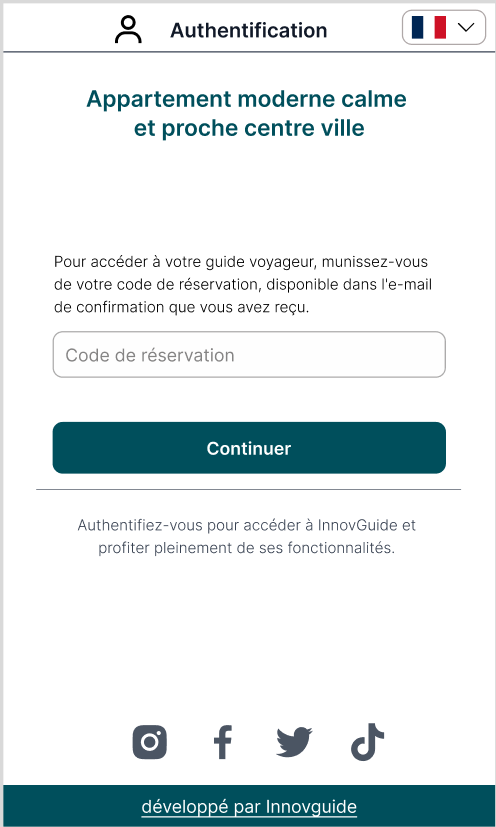 Authentification
Appartement moderne calme
et proche centre ville
Pour accéder à votre guide voyageur, munissez-vous
de votre code de réservation, disponible dans l'e-mail
de confirmation que vous avez reçu.
Code de réservation
Continuer
Authentifiez-vous pour accéder à InnovGuide et
profiter pleinement de ses fonctionnalités.
développé par Innovguide